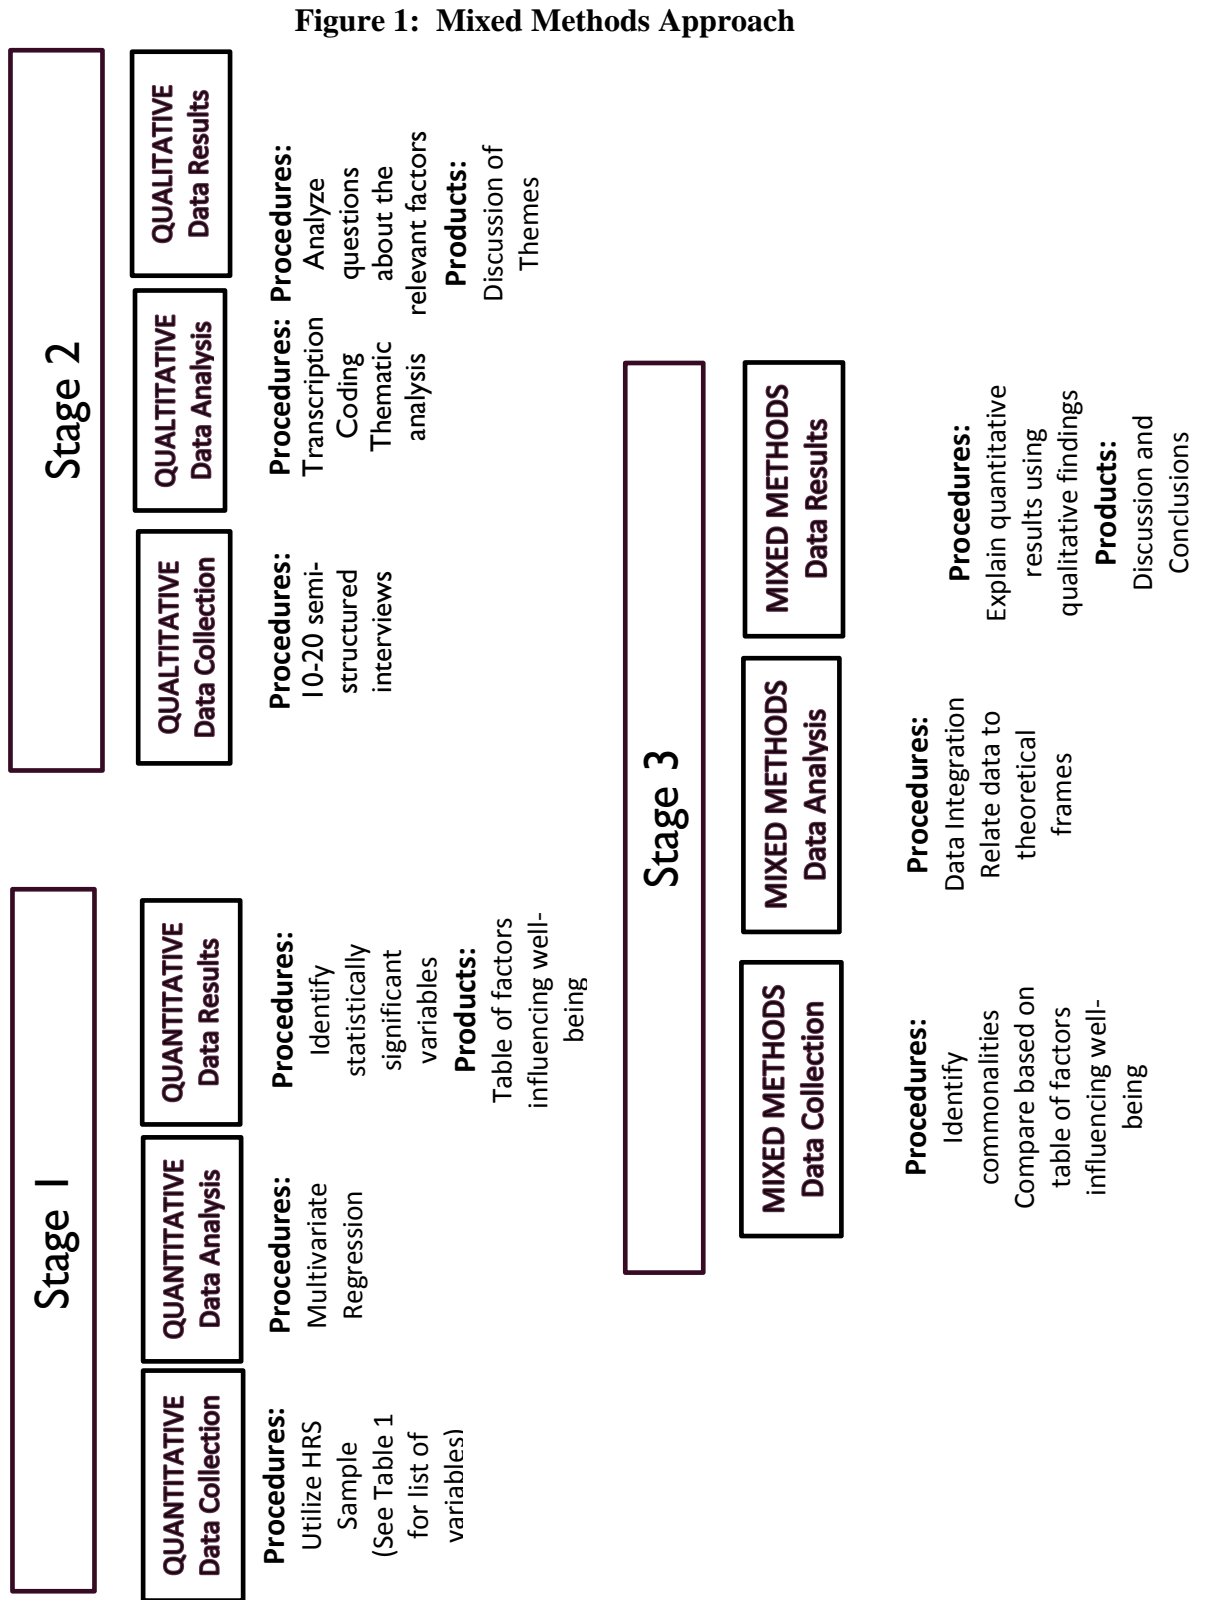 Figure 1:  Mixed Methods Approach
Stage 1
QUANTITATIVE
Data Collection
Procedures:
Utilize HRS
Sample
(See Table 1
for list of
variables)
QUANTITATIVE
Data Analysis
Procedures:
Multivariate
Regression
QUANTITATIVE
Data Results
Procedures:
Identify
statistically
significant
variables
Products:
Table of factors
influencing well-
being
Stage 2
QUALTITATIVE
Data Collection
Procedures:
10-20 semi-
structured
interviews
QUALTITATIVE
Data Analysis
Procedures:
Transcription
Coding
Thematic
analysis
QUALITATIVE
Data Results
Procedures:
Analyze
questions
about the
relevant factors
Products:
Discussion of
Themes
Stage 3
MIXED METHODS
Data Collection
Procedures:
Identify
commonalities
Compare based on
table of factors
influencing well-
being
MIXED METHODS
Data Analysis
Procedures:
Data Integration
Relate data to
theoretical
frames
MIXED METHODS
Data Results
Procedures:
Explain quantitative
results using
qualitative findings
Products:
Discussion and
Conclusions